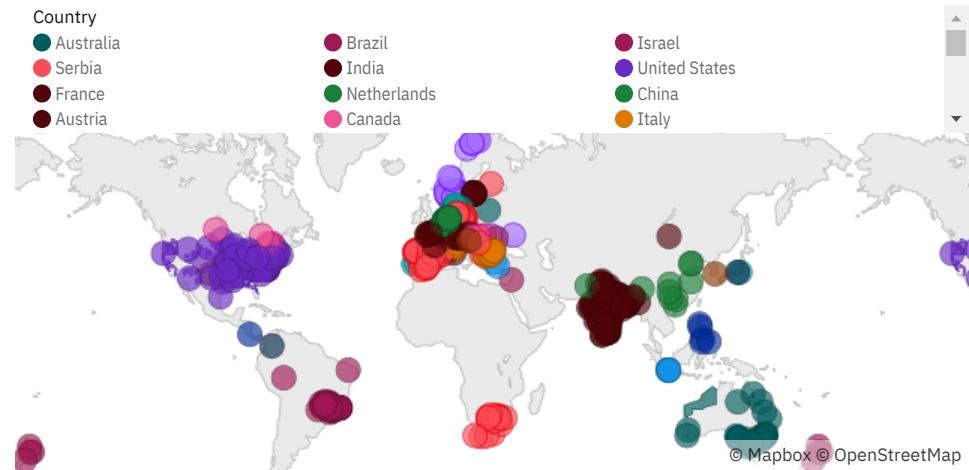 Country
Australia
Brazil
Israel
Serbia
India
United States
France
Netherlands
China
Austria
Canada
Italy
© Mapbox © OpenStreetMap